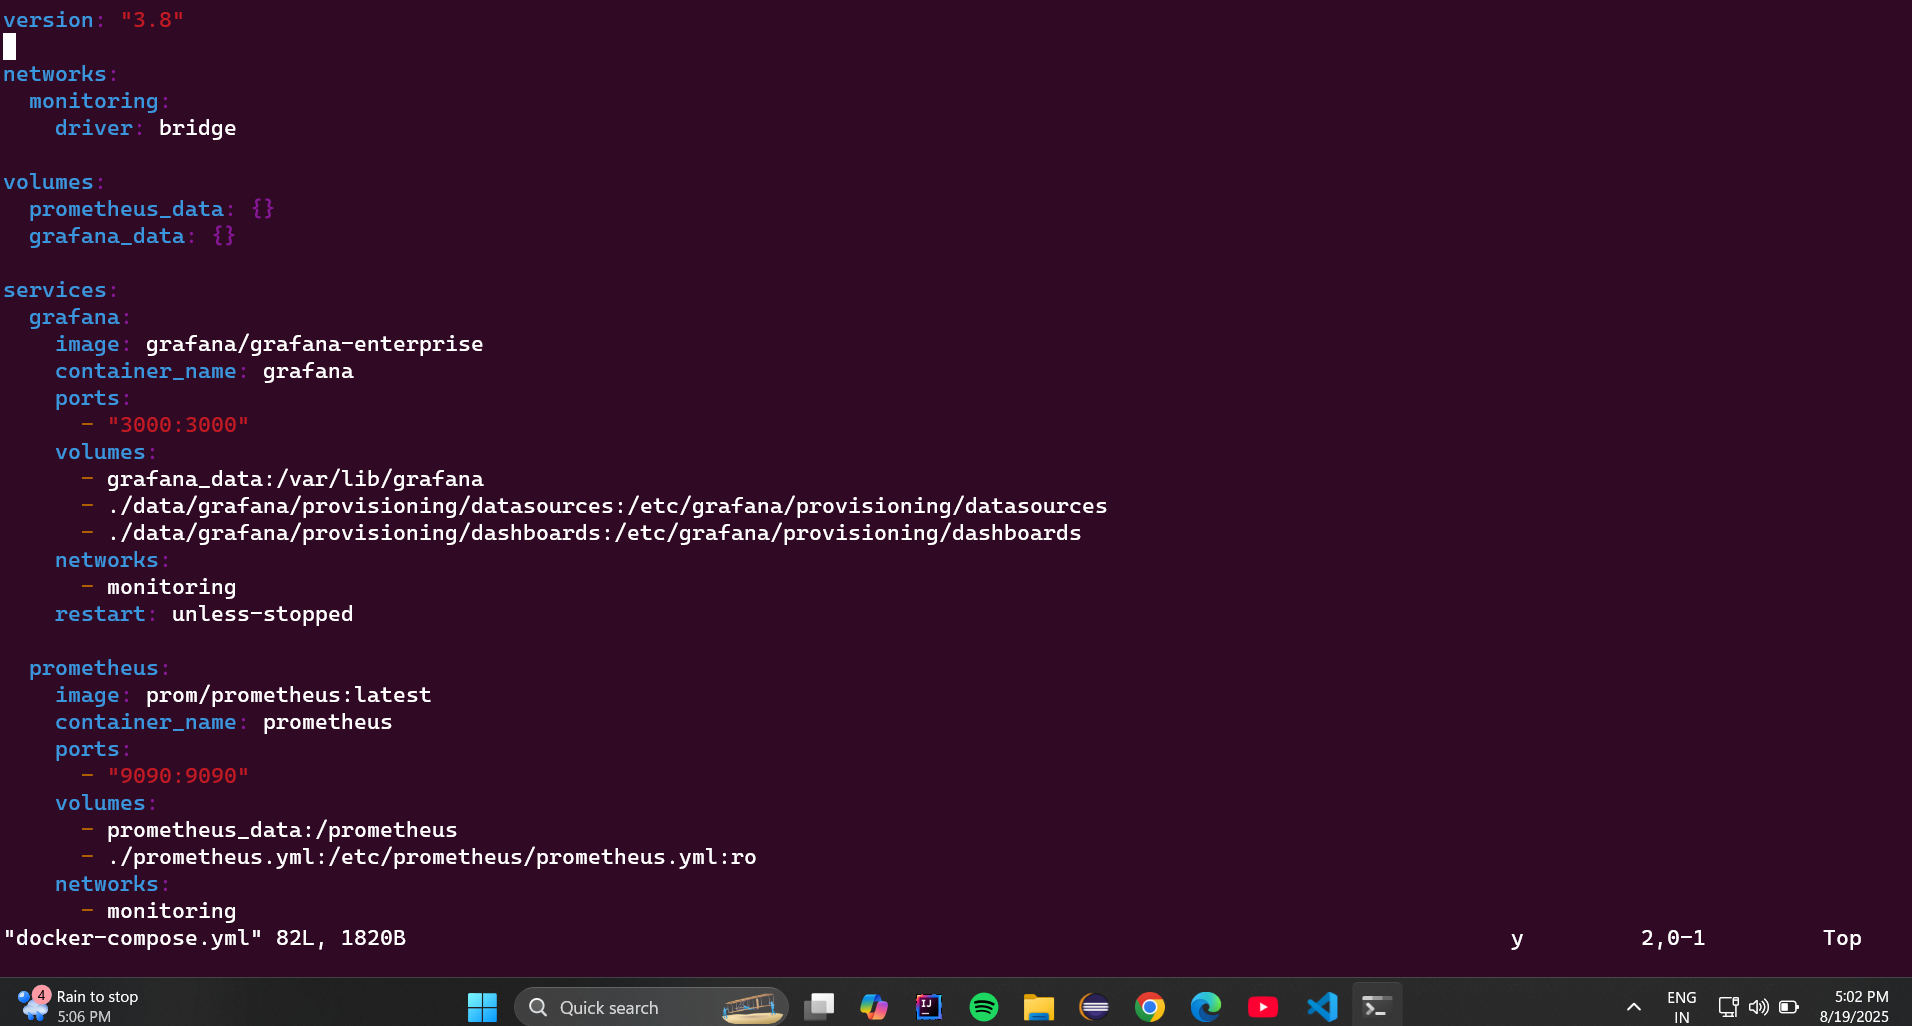 version: "3.8"
networks:
  monitoring:
    driver: bridge
volumes:
  prometheus_data: {}
  grafana_data: {}
services:
  grafana:
    image: grafana/grafana-enterprise
    container_name: grafana
    ports:
      - "3000:3000"
    volumes:
      - grafana_data:/var/lib/grafana
      - ./data/grafana/provisioning/datasources:/etc/grafana/provisioning/datasources
      - ./data/grafana/provisioning/dashboards:/etc/grafana/provisioning/dashboards
    networks:
      - monitoring
    restart: unless-stopped
  prometheus:
    image: prom/prometheus:latest
    container_name: prometheus
    ports:
      - "9090:9090"
    volumes:
      - prometheus_data:/prometheus
      - ./prometheus.yml:/etc/prometheus/prometheus.yml:ro
    networks:
      - monitoring
"docker-compose.yml" 82L, 1820B y 2,0-1 Top
4 Rain to stop
5:06 PM
Quick search
IJ
ENG
IN
5:02 PM
8/19/2025